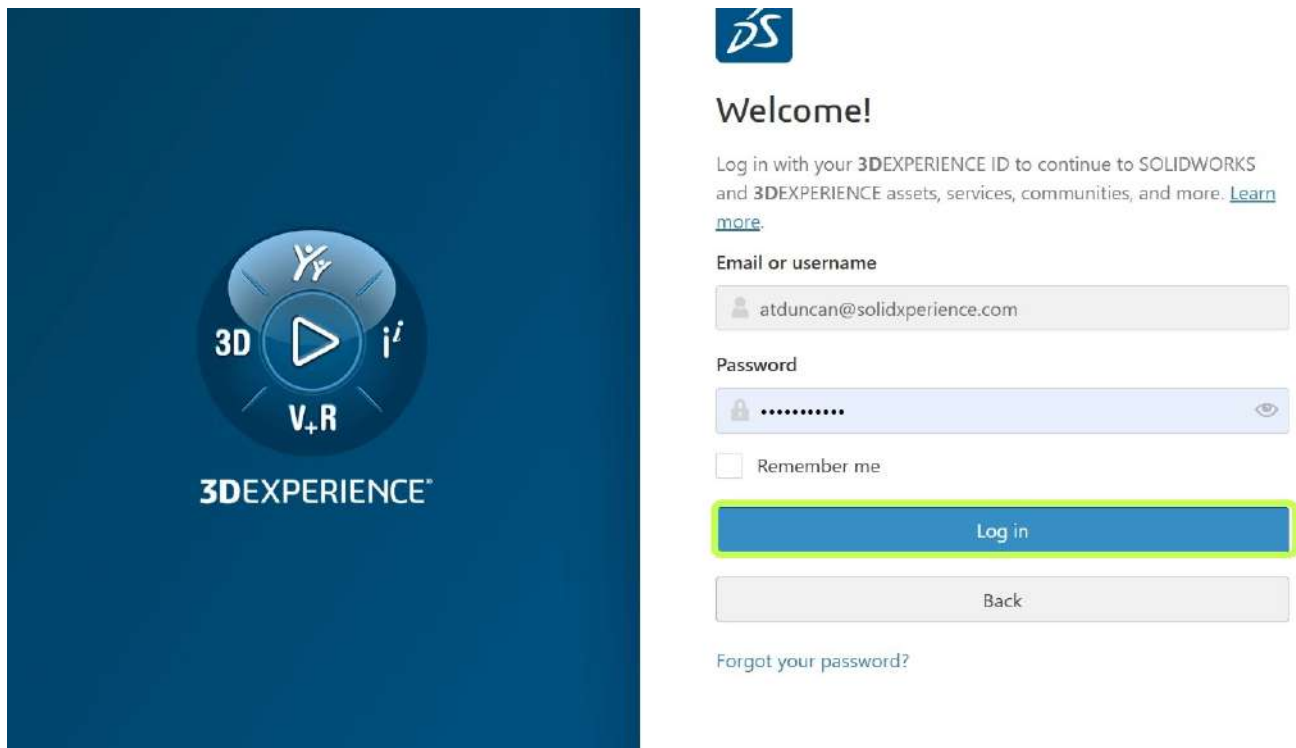 DS
Welcome!
Log in with your 3DEXPERIENCE ID to continue to SOLIDWORKS
and 3DEXPERIENCE assets, services, communities, and more. Learn
more.
Email or username
atduncan@solidxperience.com
Password
•••••••••••
Remember me
Log in
Back
Forgot your password?
3D
i i
V+R
3DEXPERIENCE®